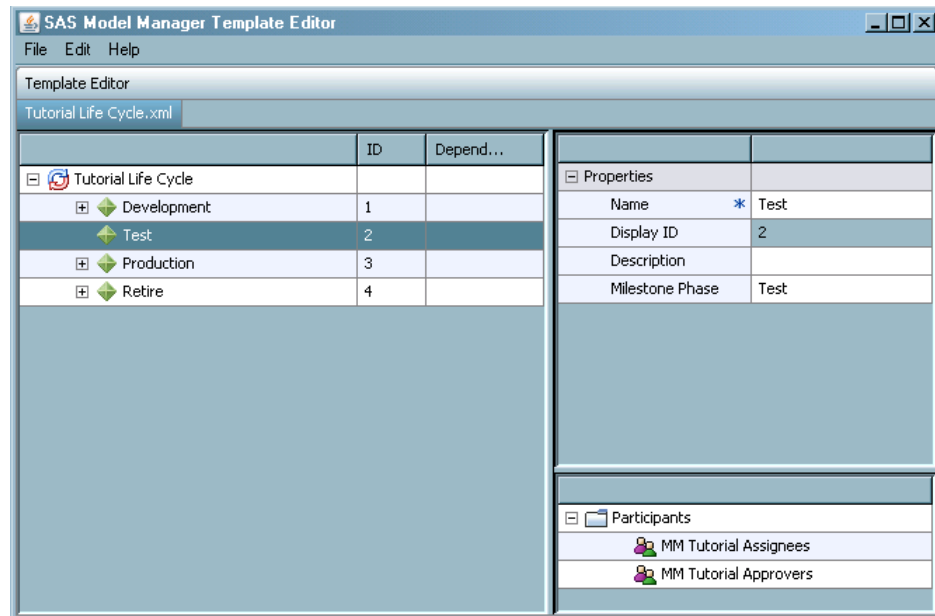 SAS Model Manager Template Editor
File Edit Help
Template Editor
Tutorial Life Cycle.xml
ID Depend...
Tutorial Life Cycle
Development 1
Test 2
Production 3
Retire 4
Properties
Name * Test
Display ID 2
Description
Milestone Phase Test
Participants
MM Tutorial Assignees
MM Tutorial Approvers